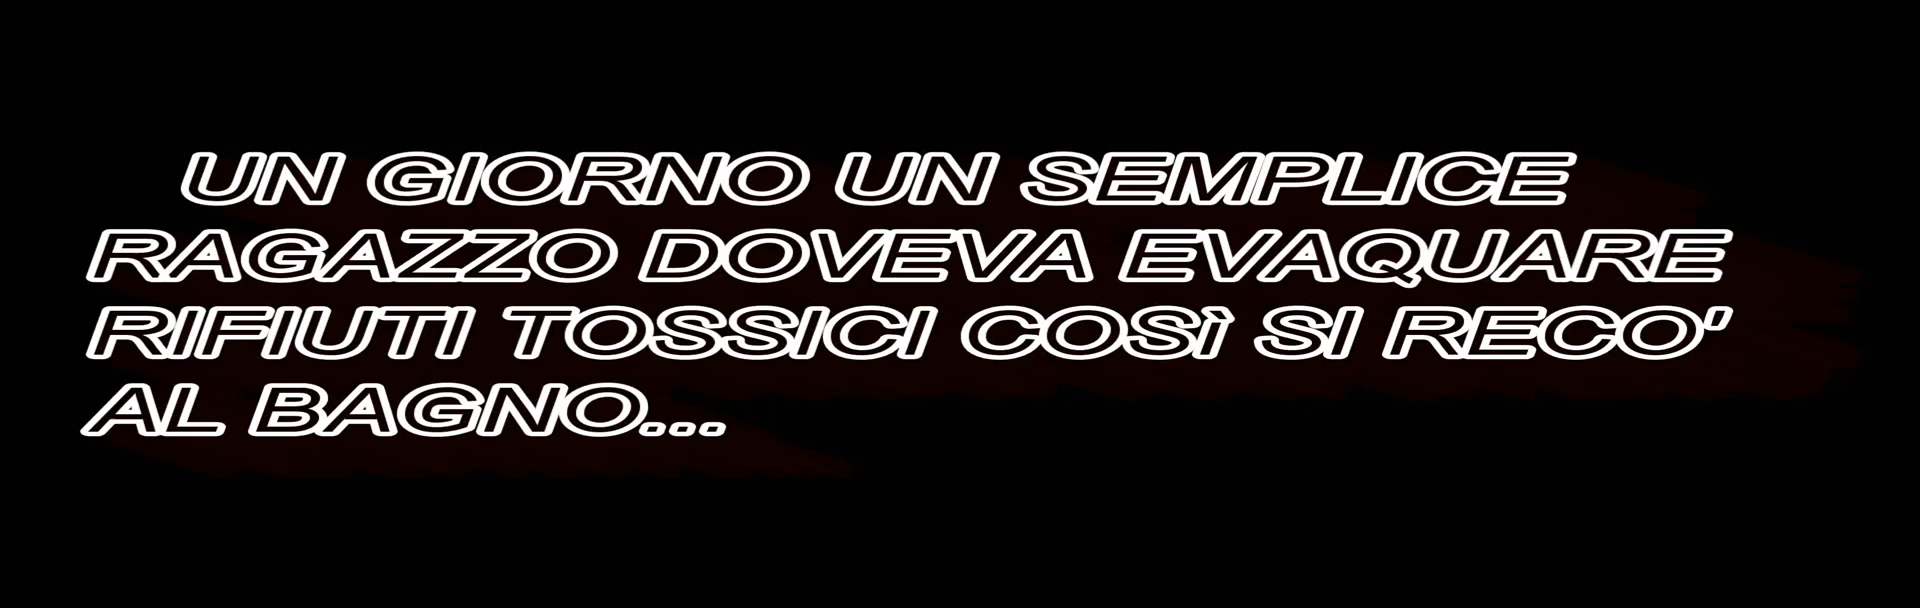 UN GIORNO UN SEMPLICE
RAGAZZO DOVEVA EVAQUARE
RIFIUTI TOSSICI COSì SI RECO'
AL BAGNO...